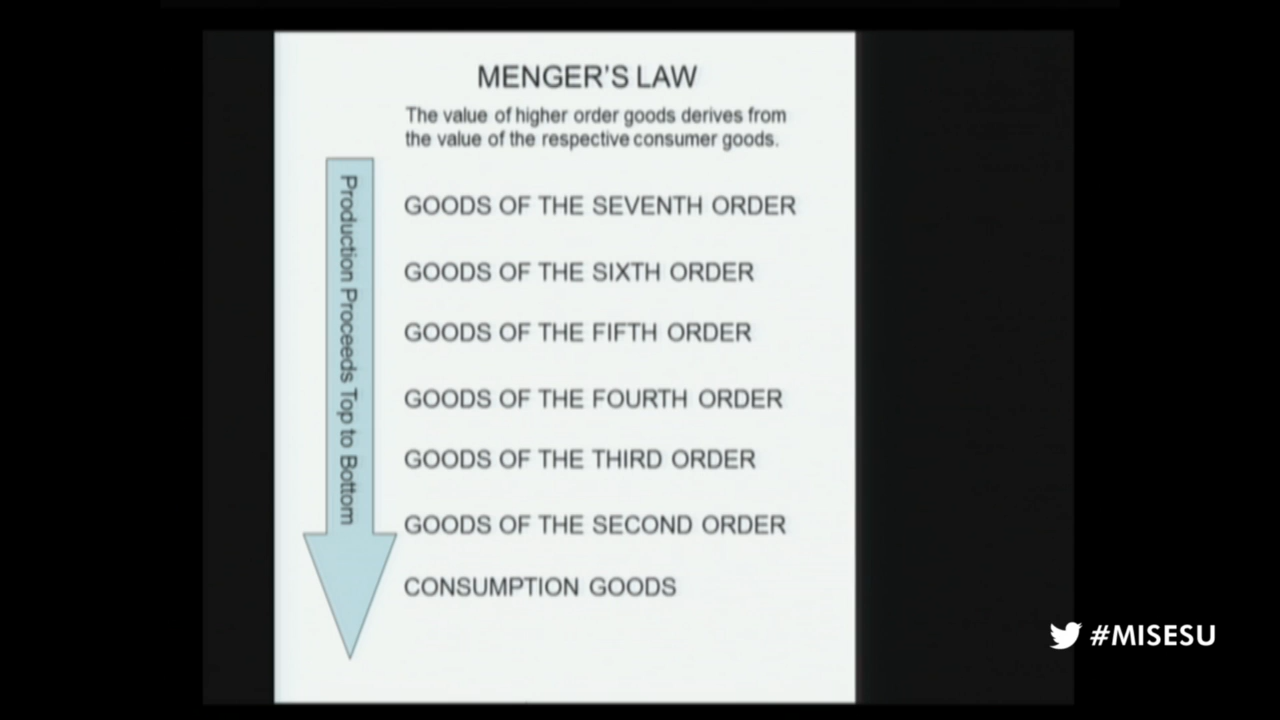 MENGER'S LAW
The value of higher order goods derives from
the value of the respective consumer goods.
Production Proceeds Top to Bottom
GOODS OF THE SEVENTH ORDER
GOODS OF THE SIXTH ORDER
GOODS OF THE FIFTH ORDER
GOODS OF THE FOURTH ORDER
GOODS OF THE THIRD ORDER
GOODS OF THE SECOND ORDER
CONSUMPTION GOODS
#MISESU